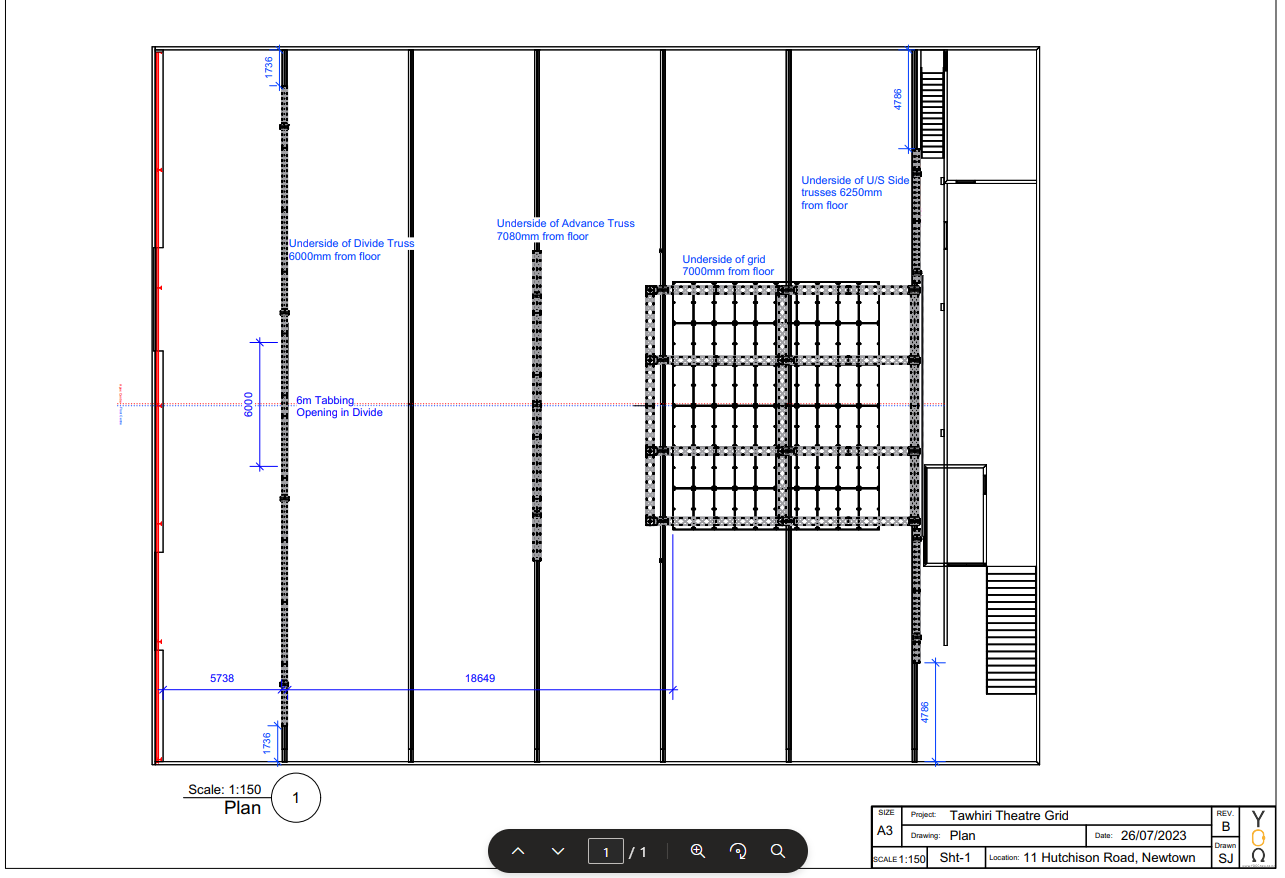 1736
4786
Underside of U/S Side
trusses 6250mm
from floor
Underside of Advance Truss
7080mm from floor
Underside of Divide Truss
6000mm from floor
Underside of grid
7000mm from floor
6000
6m Tabbing
Opening in Divide
5738
18649
4786
1736
Scale: 1:150
Plan
1
SIZE
A3
Project: Tawhiri Theatre Grid
REV.
B
Drawing: Plan
Date: 26/07/2023
Drawn
SJ
SCALE 1:150
Sht-1
Location: 11 Hutchison Road, Newtown
1 / 1